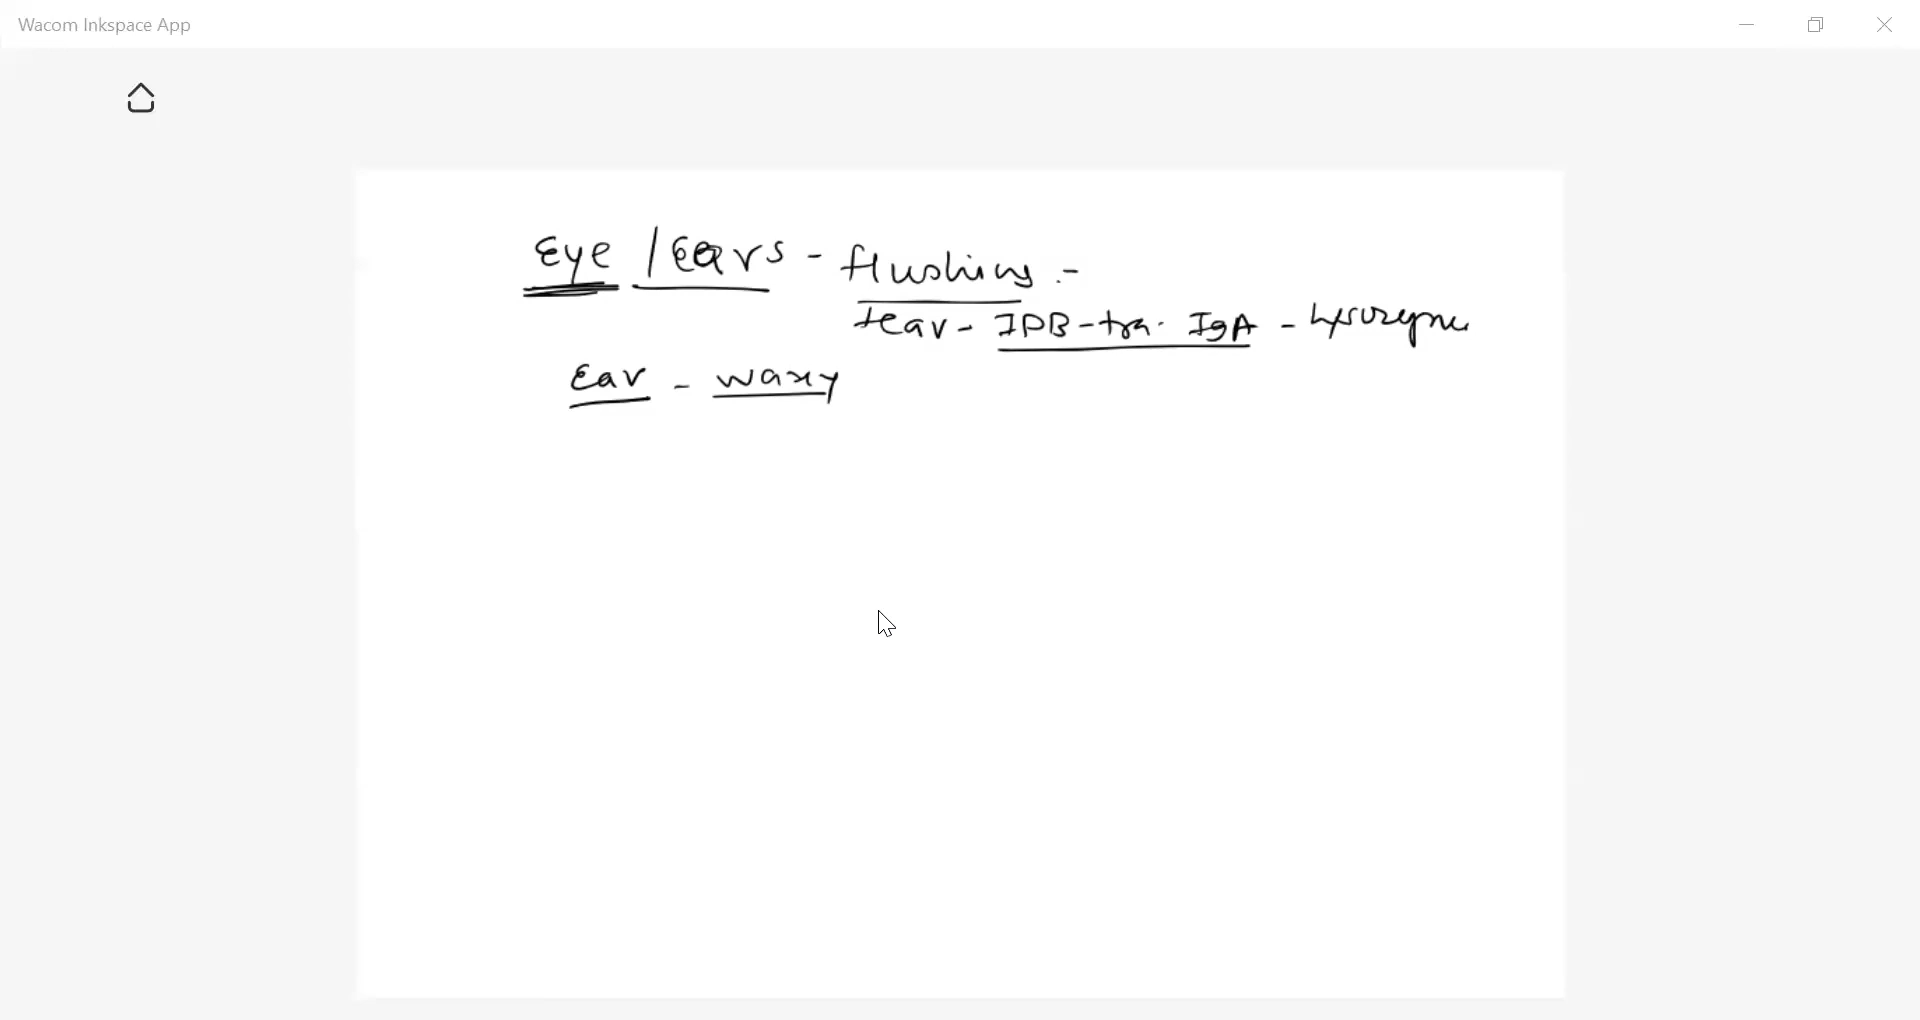 Wacom Inkspace App
Eye / Ears - flushing -
tear - IPB - tra. IgA - Lysozyme
Ear - waxy